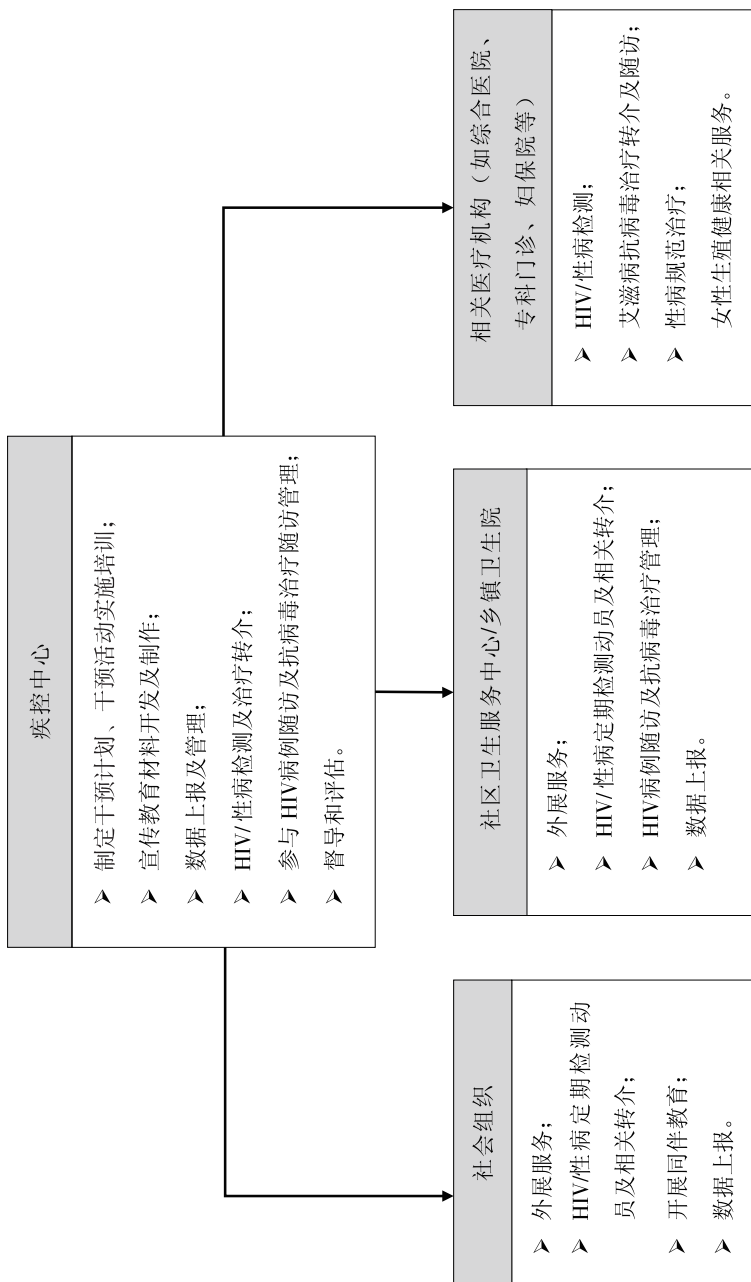 疾控中心
➢ 制定干预计划、干预活动实施培训；
➢ 宣传教育材料开发及制作；
➢ 数据上报及管理；
➢ HIV/性病检测及治疗转介；
➢ 参与HIV病例随访及抗病毒治疗随访管理；
➢ 督导和评估。
社会组织
➢ 外展服务；
➢ HIV/性病定期检测动
员及相关转介；
➢ 开展同伴教育；
➢ 数据上报。
社区卫生服务中心/乡镇卫生院
➢ 外展服务；
➢ HIV/性病定期检测动员及相关转介；
➢ HIV病例随访及抗病毒治疗管理；
➢ 数据上报。
相关医疗机构（如综合医院、
专科门诊、妇保院等）
➢ HIV/性病检测；
➢ 艾滋病抗病毒治疗转介及随访；
➢ 性病规范治疗；
女性生殖健康相关服务。